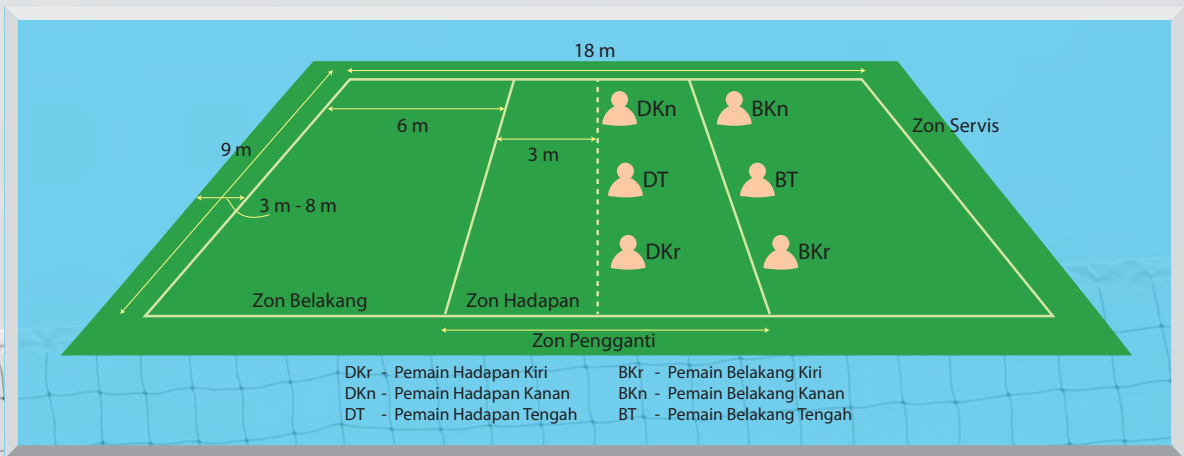 18 m
DKn
BKn
6 m
Zon Servis
9 m
3 m
DT
BT
3 m - 8 m
DKr
BKr
Zon Belakang
Zon Hadapan
Zon Pengganti
DKr - Pemain Hadapan Kiri
DKn - Pemain Hadapan Kanan
DT - Pemain Hadapan Tengah
BKr - Pemain Belakang Kiri
BKn - Pemain Belakang Kanan
BT - Pemain Belakang Tengah